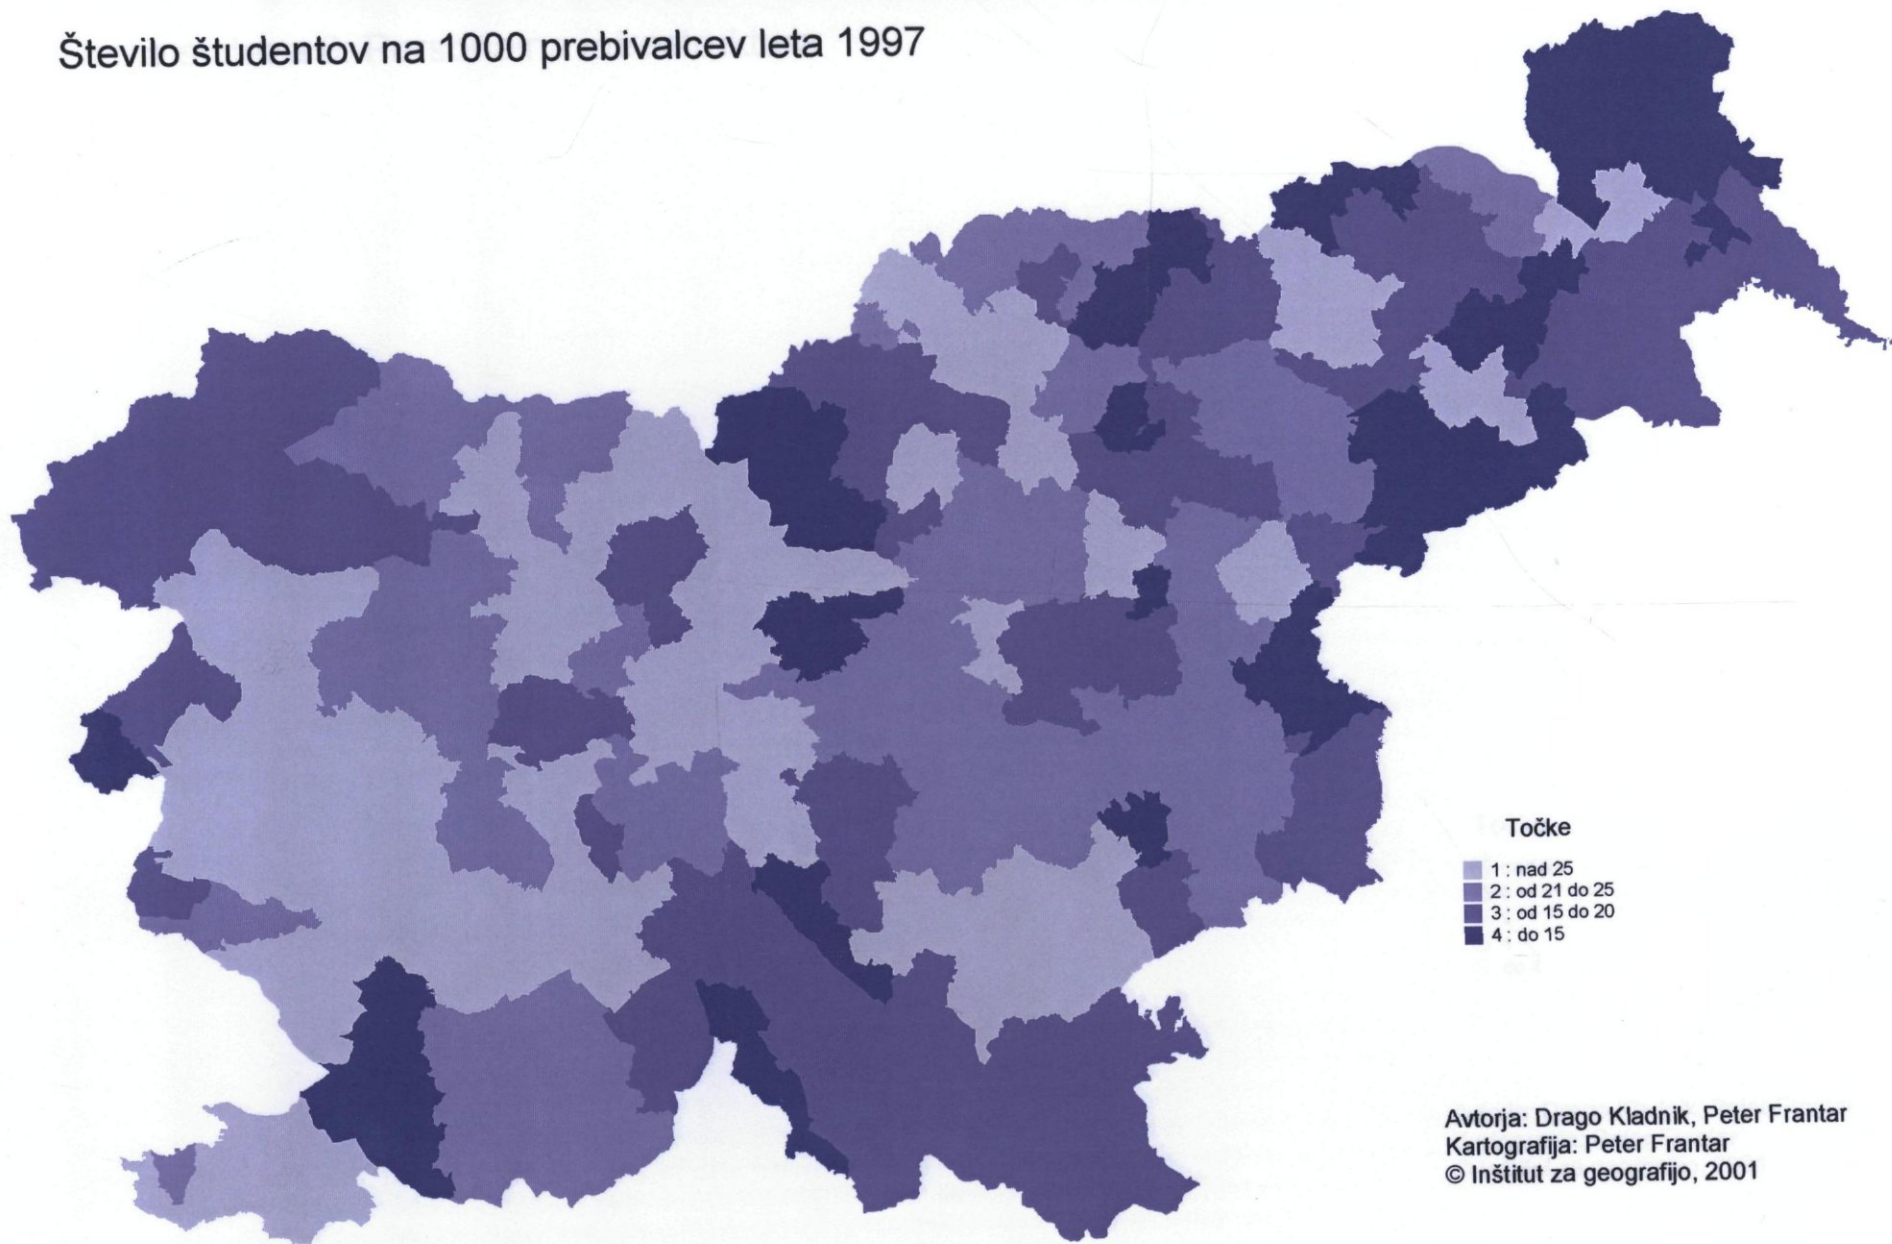 Število študentov na 1000 prebivalcev leta 1997
Točke
1 : nad 25
2 : od 21 do 25
3 : od 15 do 20
4 : do 15
Avtorja: Drago Kladnik, Peter Frantar
Kartografija: Peter Frantar
© Inštitut za geografijo, 2001